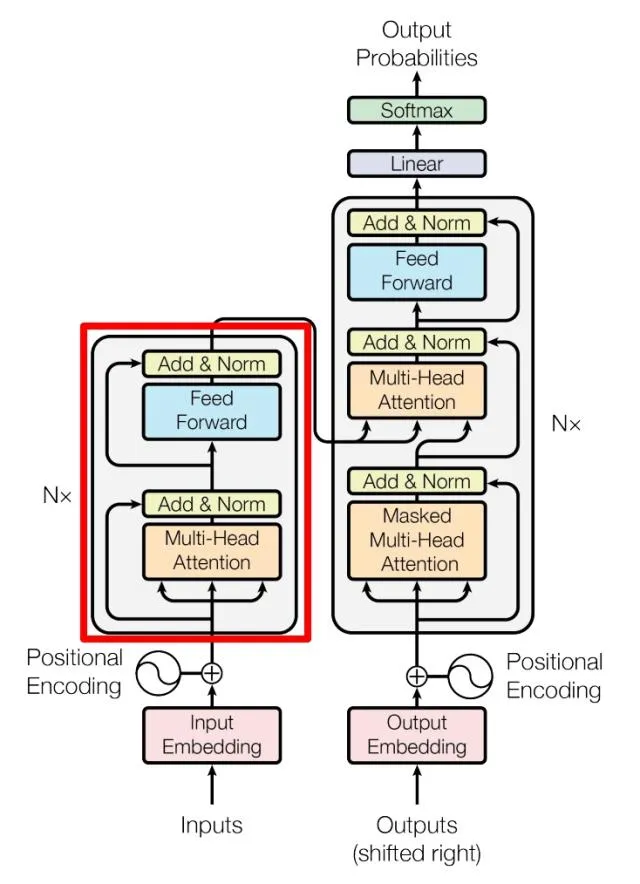 Output
Probabilities
Softmax
Linear
Add & Norm
Feed
Forward
Add & Norm
Multi-Head
Attention
Add & Norm
Masked
Multi-Head
Attention
N×
Add & Norm
Feed
Forward
Add & Norm
Multi-Head
Attention
N×
Positional
Encoding
Positional
Encoding
Input
Embedding
Output
Embedding
Inputs
Outputs
(shifted right)